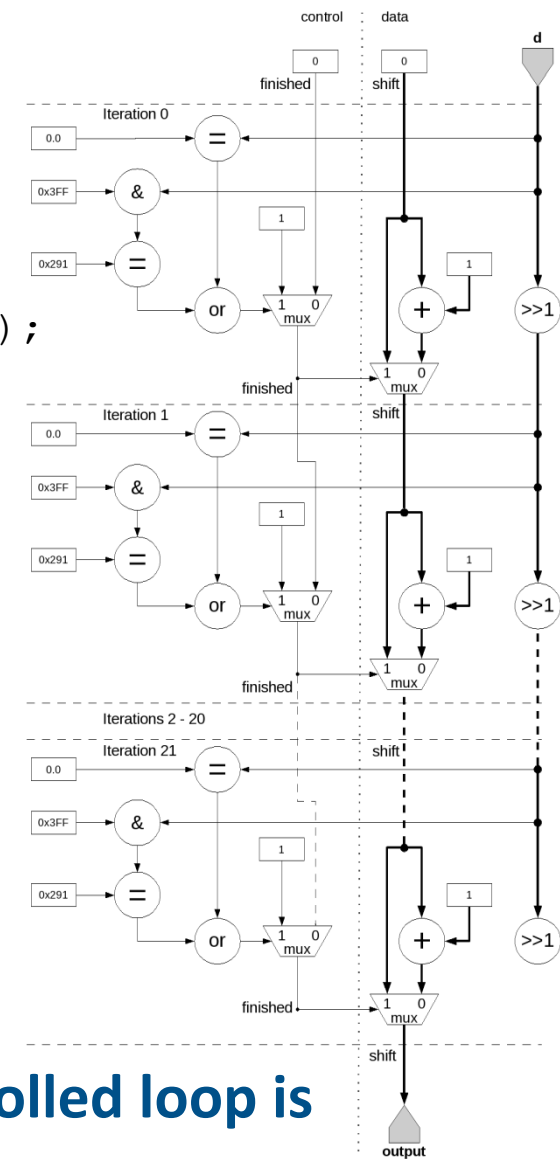 control data
d
0 0
finished shift
Iteration 0
0.0 =
0x3FF &
1
0x291 = 1
or 1 0 + >>1
mux
) ;
1 0
mux
finished
Iteration 1 shift
0.0 =
0x3FF &
1
0x291 = 1
or 1 0 + >>1
mux
1 0
mux
finished
Iterations 2 - 20
Iteration 21 shift
0.0 =
0x3FF &
1
0x291 = 1
or 1 0 + >>1
mux
1 0
finished mux
shift
olled loop is
output